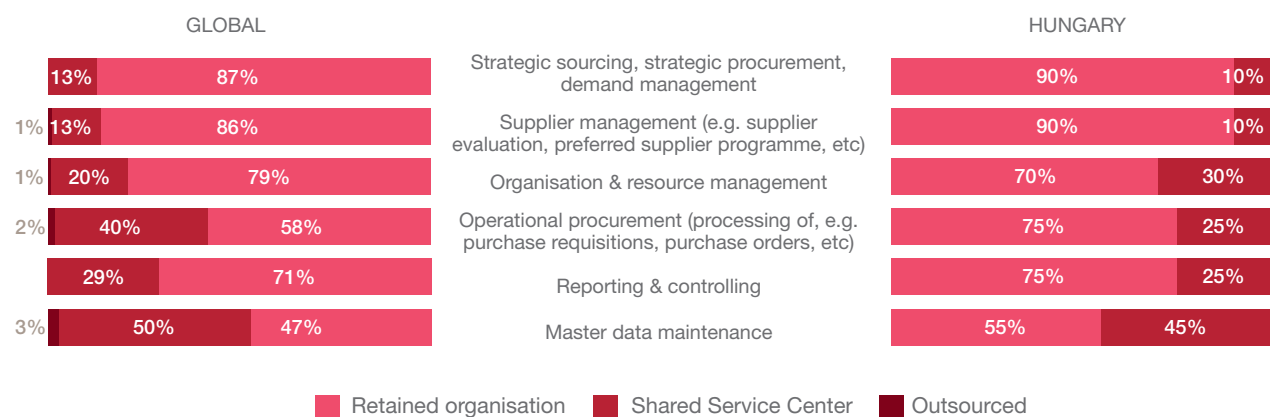 GLOBAL
HUNGARY
13% 87%
Strategic sourcing, strategic procurement,
demand management
90% 10%
1% 13% 86%
Supplier management (e.g. supplier
evaluation, preferred supplier programme, etc)
90% 10%
1% 20% 79%
Organisation & resource management
70% 30%
2% 40% 58%
Operational procurement (processing of, e.g.
purchase requisitions, purchase orders, etc)
75% 25%
29% 71%
Reporting & controlling
75% 25%
3% 50% 47%
Master data maintenance
55% 45%
Retained organisation
Shared Service Center
Outsourced